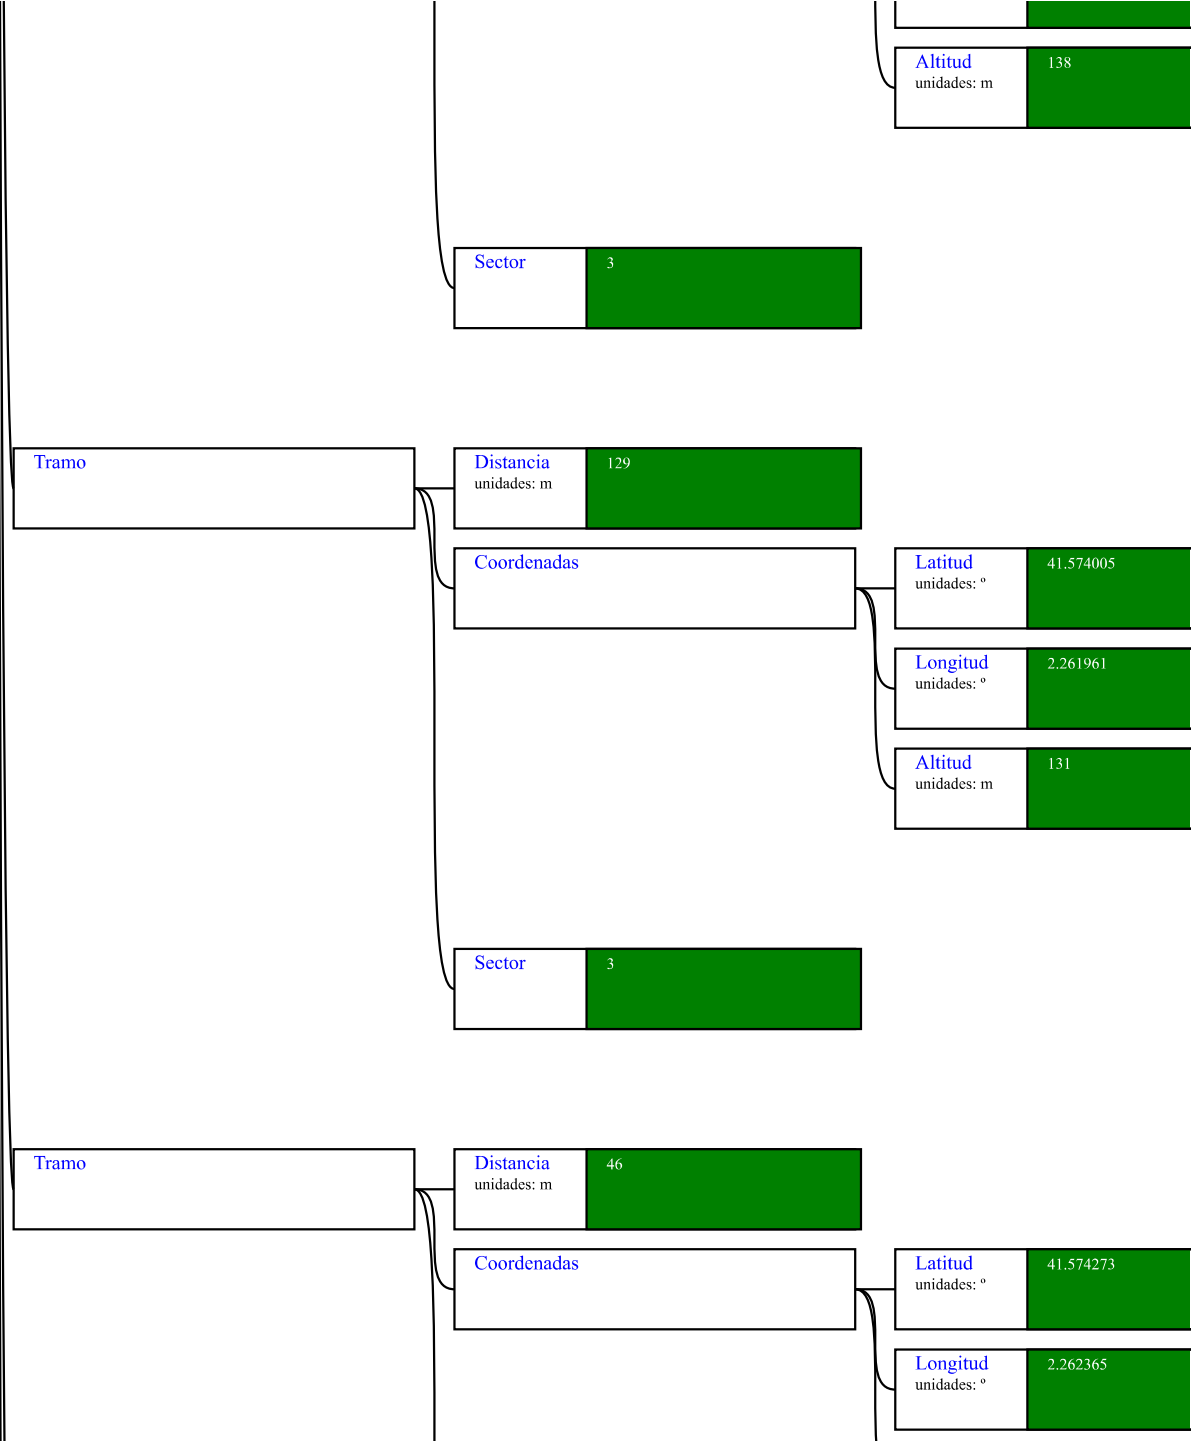 Altitud
unidades: m
138
Sector
3
Tramo
Distancia
unidades: m
129
Coordenadas
Latitud
unidades: º
41.574005
Longitud
unidades: º
2.261961
Altitud
unidades: m
131
Sector
3
Tramo
Distancia
unidades: m
46
Coordenadas
Latitud
unidades: º
41.574273
Longitud
unidades: º
2.262365